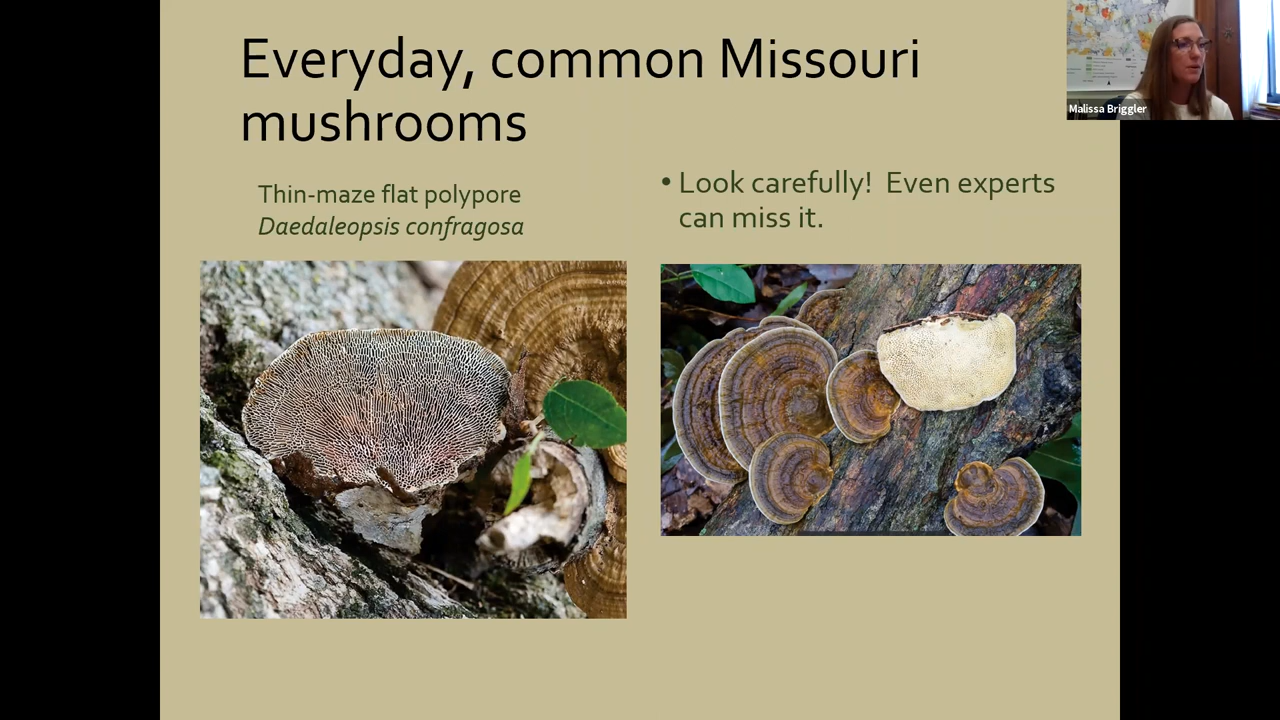 Everyday, common Missouri
mushrooms
Thin-maze flat polypore
Daedaleopsis confragosa
• Look carefully!  Even experts
can miss it.
Malissa Briggler